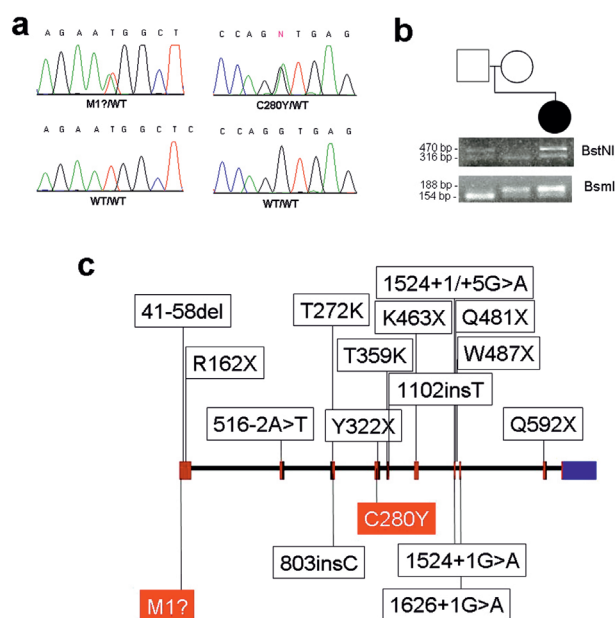 a
A G A A T G G C T
C C A G N T G A G
M1?/WT
C280Y/WT
A G A A T G G C T C
C C A G G T G A G
WT/WT
WT/WT
b
470 bp
316 bp
BstNI
188 bp
154 bp
BsmI
c
1524+1/+5G>A
41-58del
T272K
K463X
Q481X
R162X
T359K
W487X
1102insT
516-2A>T
Y322X
Q592X
C280Y
803insC
1524+1G>A
M1?
1626+1G>A